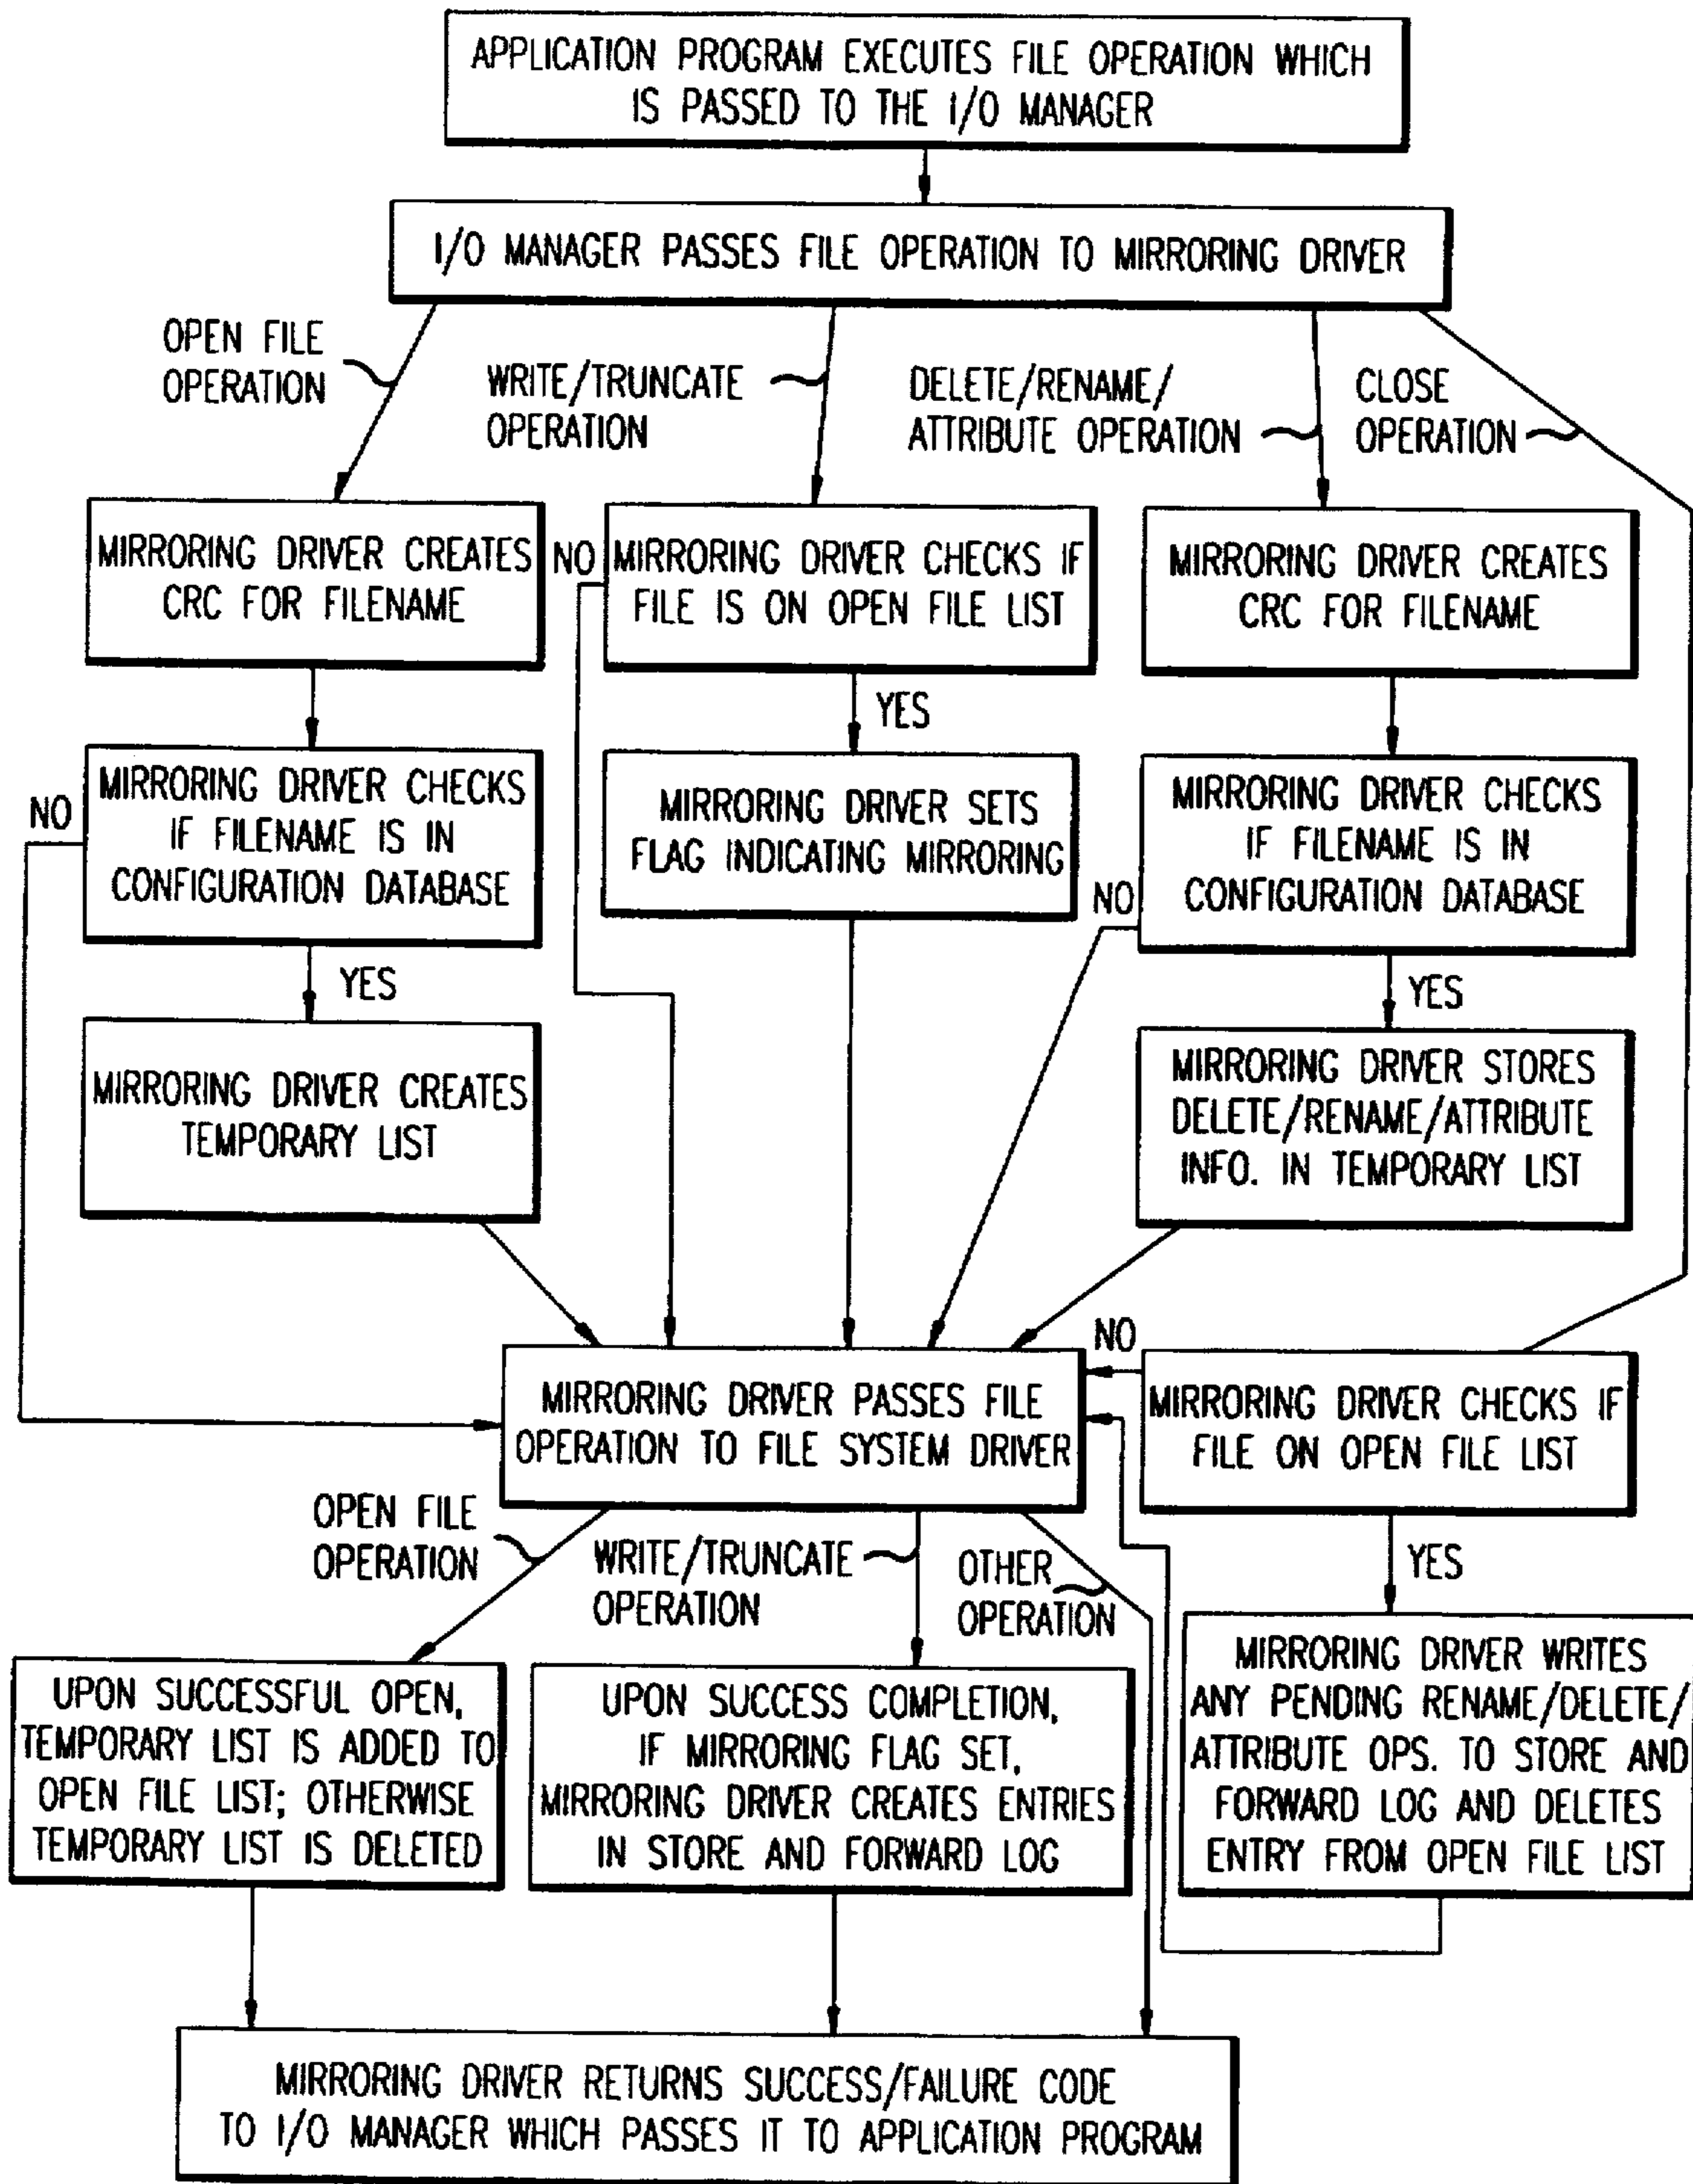 APPLICATION PROGRAM EXECUTES FILE OPERATION WHICH
IS PASSED TO THE I/O MANAGER
I/O MANAGER PASSES FILE OPERATION TO MIRRORING DRIVER
OPEN FILE
OPERATION
WRITE/TRUNCATE
OPERATION
DELETE/RENAME/
ATTRIBUTE OPERATION
CLOSE
OPERATION
MIRRORING DRIVER CREATES
CRC FOR FILENAME
NO
MIRRORING DRIVER CHECKS IF
FILE IS ON OPEN FILE LIST
MIRRORING DRIVER CREATES
CRC FOR FILENAME
YES
NO
MIRRORING DRIVER CHECKS
IF FILENAME IS IN
CONFIGURATION DATABASE
MIRRORING DRIVER SETS
FLAG INDICATING MIRRORING
NO
MIRRORING DRIVER CHECKS
IF FILENAME IS IN
CONFIGURATION DATABASE
YES
YES
MIRRORING DRIVER CREATES
TEMPORARY LIST
MIRRORING DRIVER STORES
DELETE/RENAME/ATTRIBUTE
INFO. IN TEMPORARY LIST
MIRRORING DRIVER PASSES FILE
OPERATION TO FILE SYSTEM DRIVER
NO
MIRRORING DRIVER CHECKS IF
FILE ON OPEN FILE LIST
OPEN FILE
OPERATION
WRITE/TRUNCATE
OPERATION
OTHER
OPERATION
YES
UPON SUCCESSFUL OPEN,
TEMPORARY LIST IS ADDED TO
OPEN FILE LIST; OTHERWISE
TEMPORARY LIST IS DELETED
UPON SUCCESS COMPLETION,
IF MIRRORING FLAG SET,
MIRRORING DRIVER CREATES ENTRIES
IN STORE AND FORWARD LOG
MIRRORING DRIVER WRITES
ANY PENDING RENAME/DELETE/
ATTRIBUTE OPS. TO STORE AND
FORWARD LOG AND DELETES
ENTRY FROM OPEN FILE LIST
MIRRORING DRIVER RETURNS SUCCESS/FAILURE CODE
TO I/O MANAGER WHICH PASSES IT TO APPLICATION PROGRAM